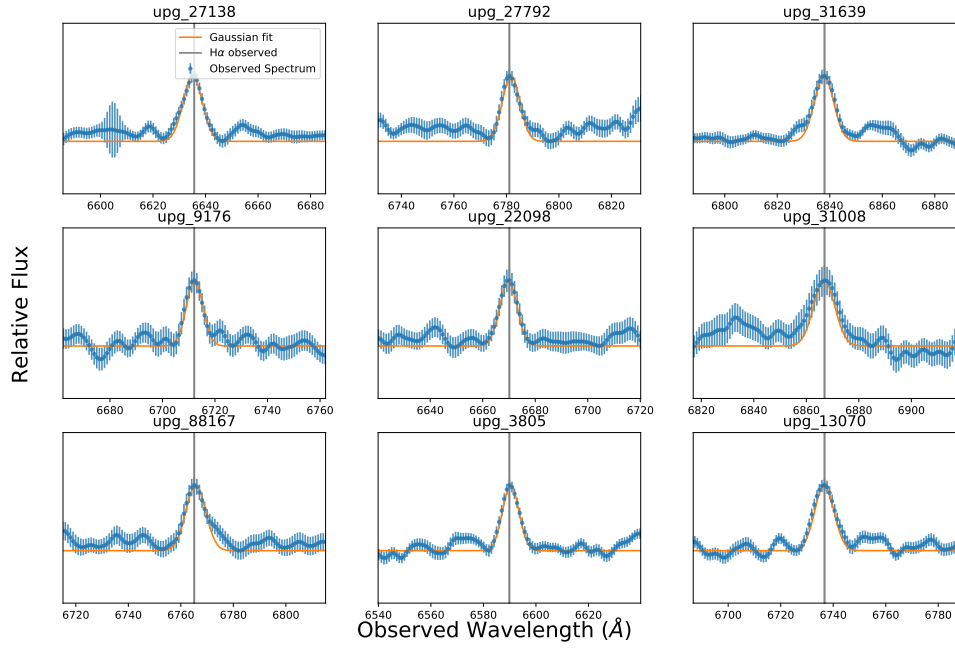 upg_27138
upg_27792
upg_31639
Gaussian fit
Hα observed
Observed Spectrum
6600 6620 6640 6660 6680
6740 6760 6780 6800 6820
6800 6820 6840 6860 6880
upg_9176
upg_22098
upg_31008
Relative Flux
6680 6700 6720 6740 6760
6640 6660 6680 6700 6720
6820 6840 6860 6880 6900
upg_88167
upg_3805
upg_13070
6720 6740 6760 6780 6800
6540 6560 6580 6600 6620
6700 6720 6740 6760 6780
Observed Wavelength (Å)